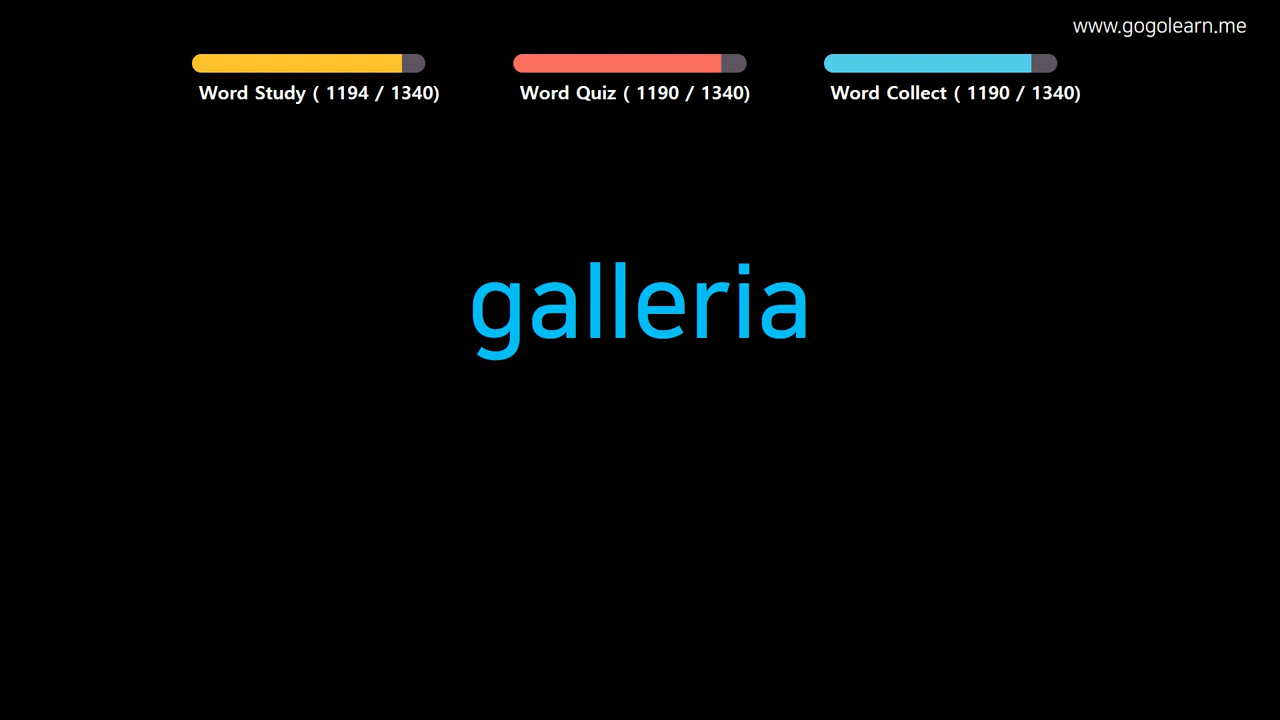 www.gogolearn.me
Word Study ( 1194 / 1340)
Word Quiz ( 1190 / 1340)
Word Collect ( 1190 / 1340)
galleria